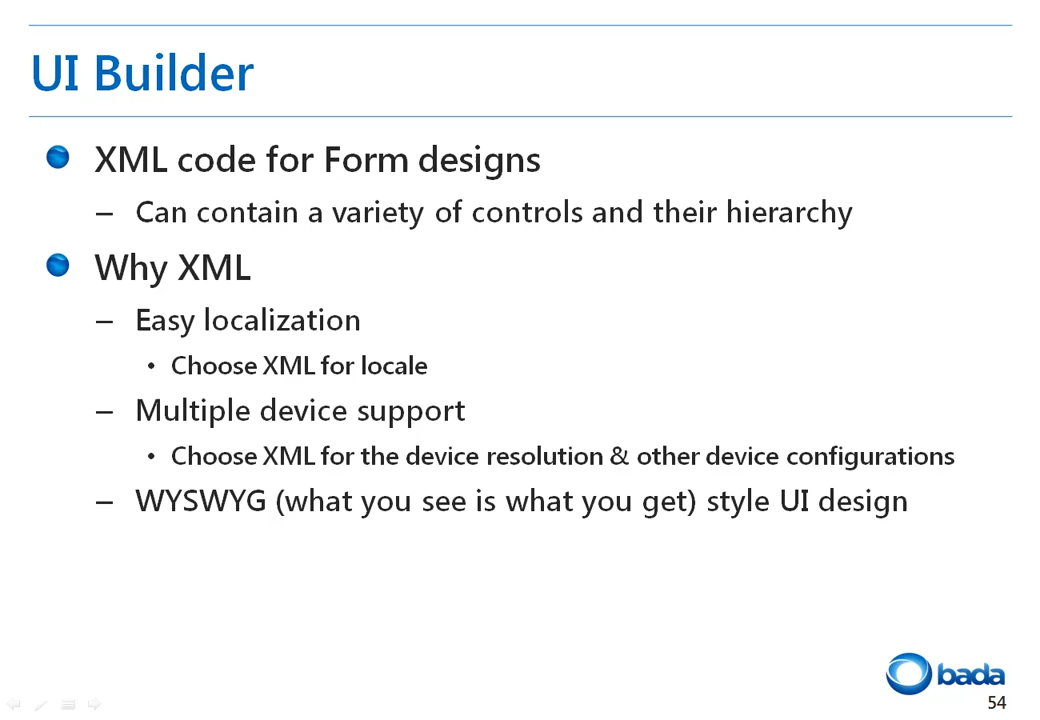 UI Builder
XML code for Form designs
– Can contain a variety of controls and their hierarchy
Why XML
– Easy localization
• Choose XML for locale
– Multiple device support
• Choose XML for the device resolution & other device configurations
– WYSWYG (what you see is what you get) style UI design
bada
54